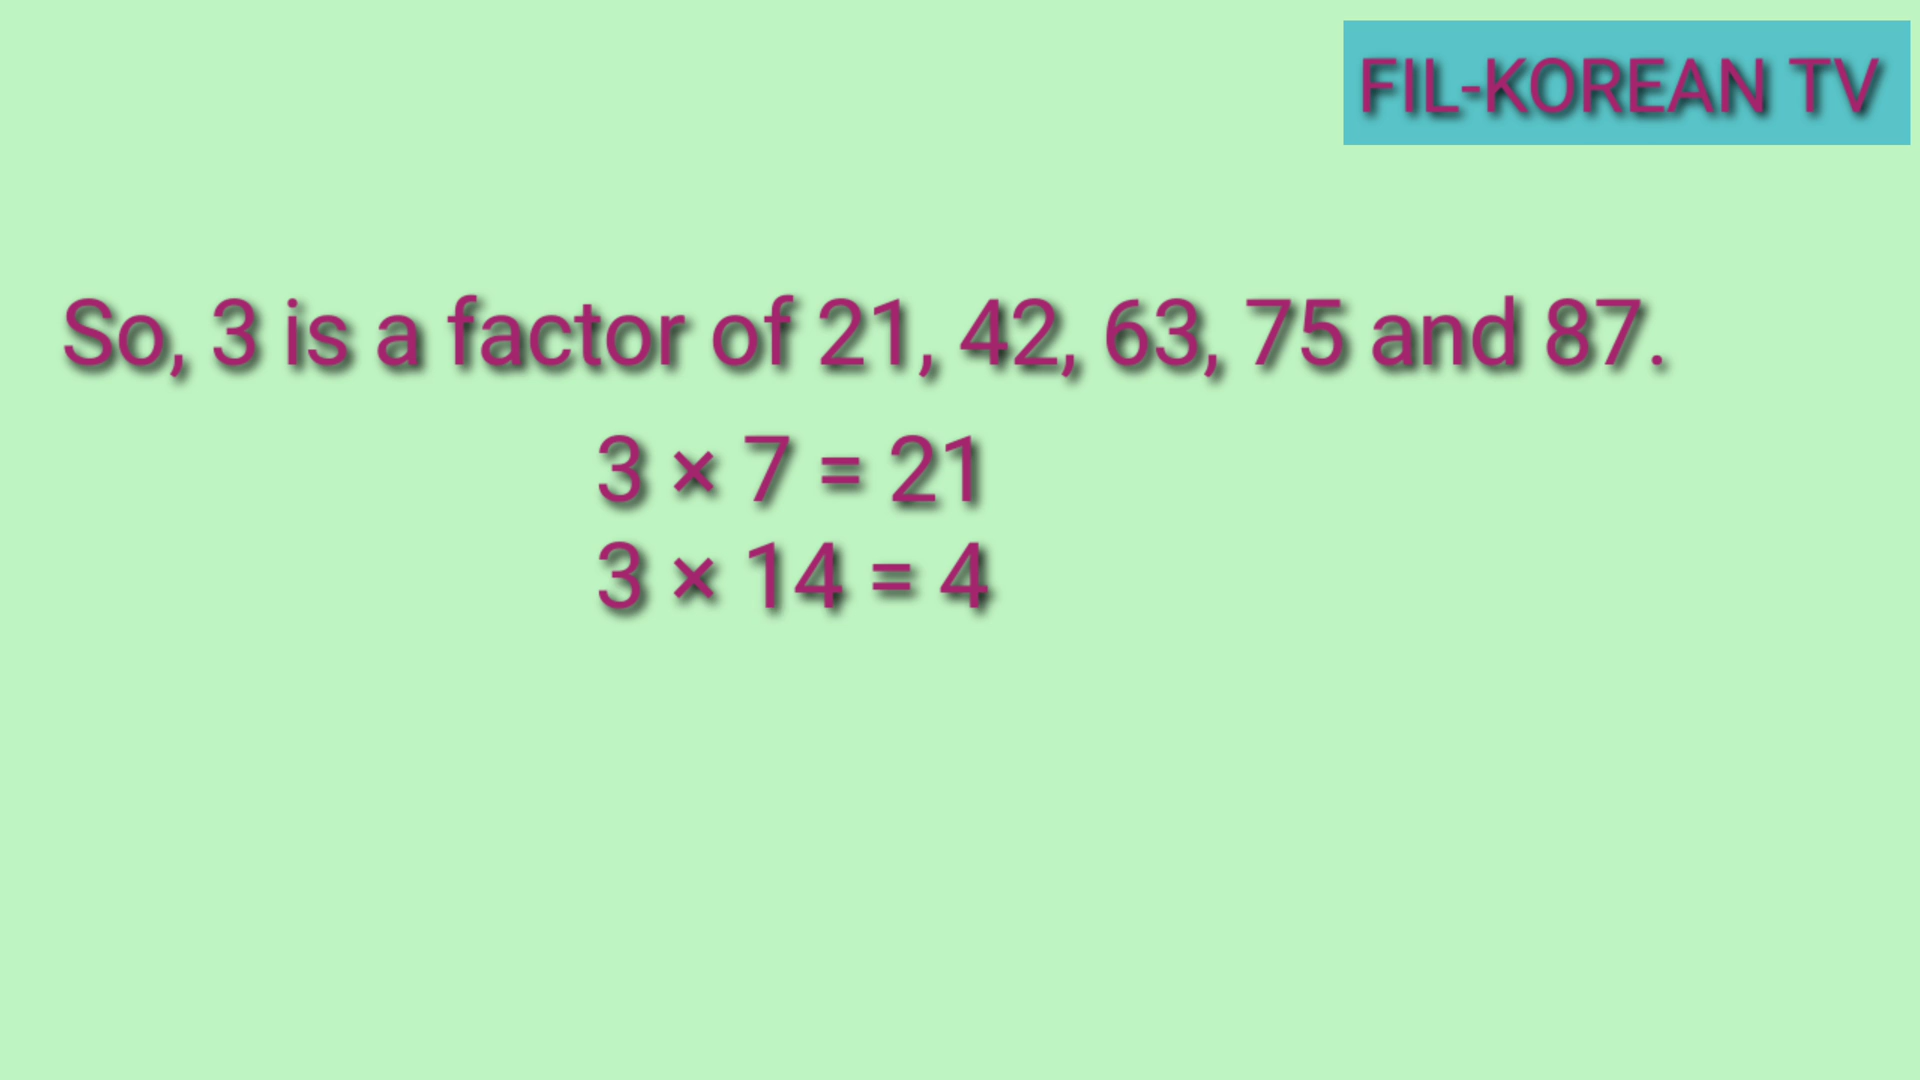 FIL-KOREAN TV
So, 3 is a factor of 21, 42, 63, 75 and 87.
3 × 7 = 21
3 × 14 = 4